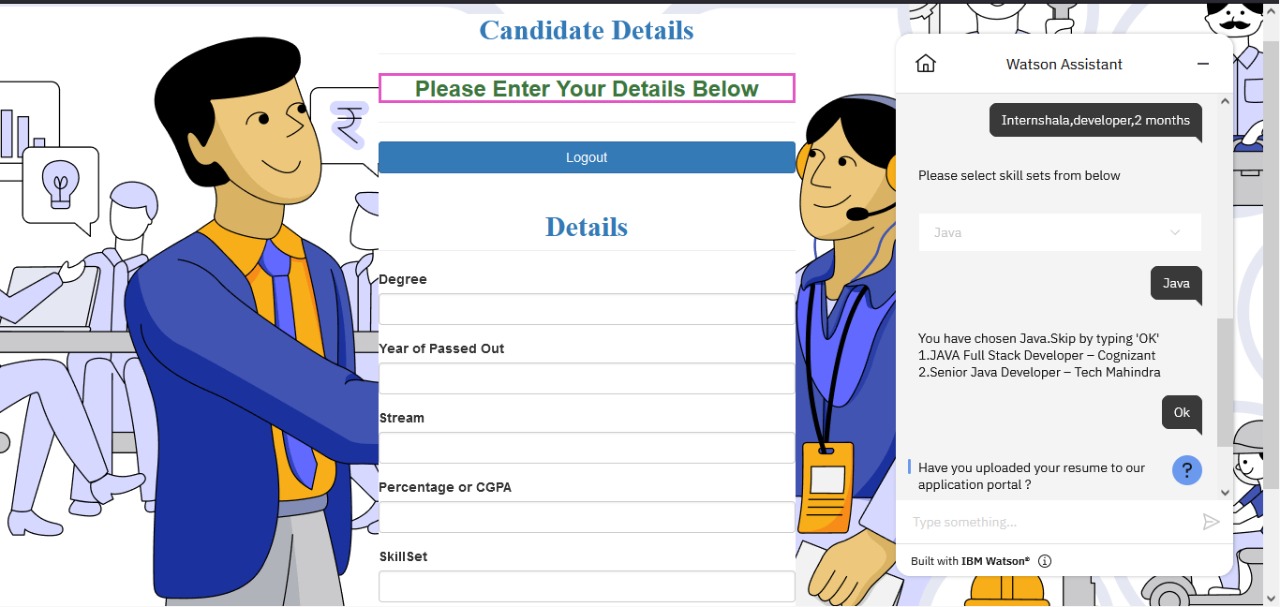 Candidate Details
Please Enter Your Details Below
Logout
Details
Degree
Year of Passed Out
Stream
Percentage or CGPA
SkillSet
₹
Watson Assistant
Internshala,developer,2 months
Please select skill sets from below
Java
Java
You have chosen Java.Skip by typing 'OK'
1.JAVA Full Stack Developer – Cognizant
2.Senior Java Developer – Tech Mahindra
Ok
Have you uploaded your resume to our
application portal ?
?
Type something...
Built with IBM Watson®